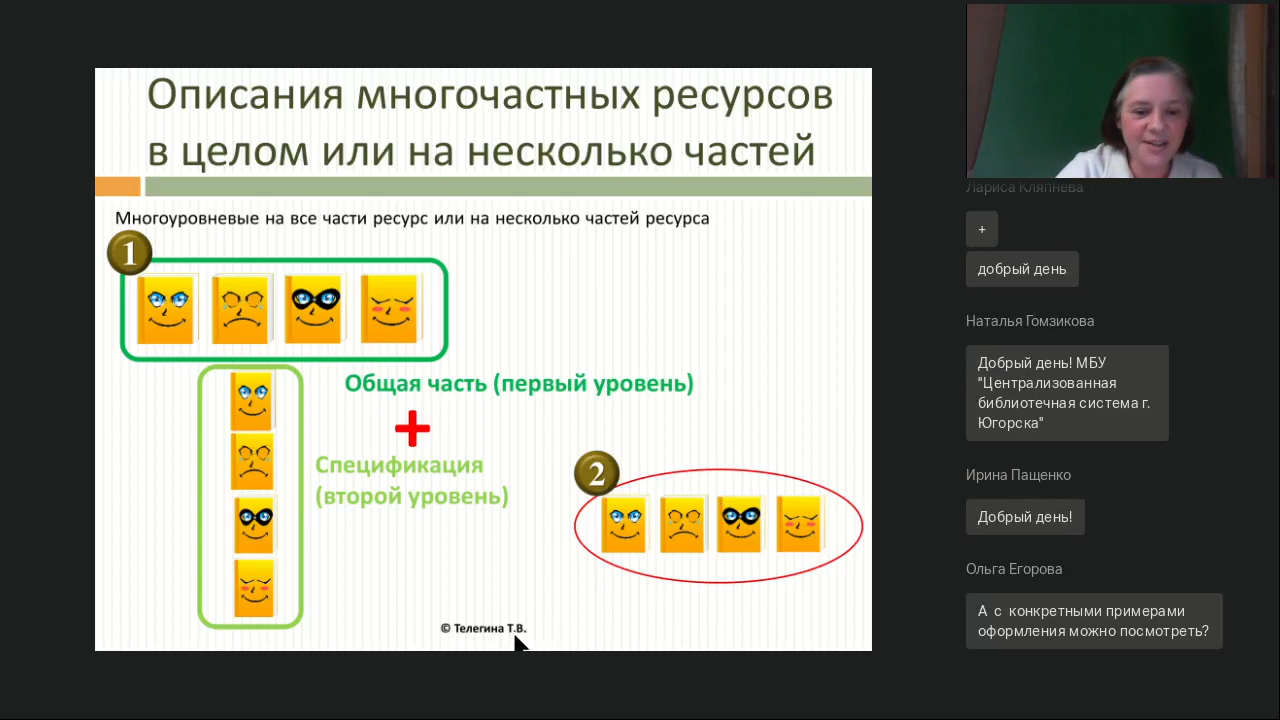 Описания многочастных ресурсов
в целом или на несколько частей
Многоуровневые на все части ресурс или на несколько частей ресурса
1
Общая часть (первый уровень)
+
Спецификация
(второй уровень)
2
© Телегина Т.В.
Лариса Кляпнева
+
добрый день
Наталья Гомзикова
Добрый день! МБУ
"Централизованная
библиотечная система г.
Югорска"
Ирина Пащенко
Добрый день!
Ольга Егорова
А с конкретными примерами
оформления можно посмотреть?